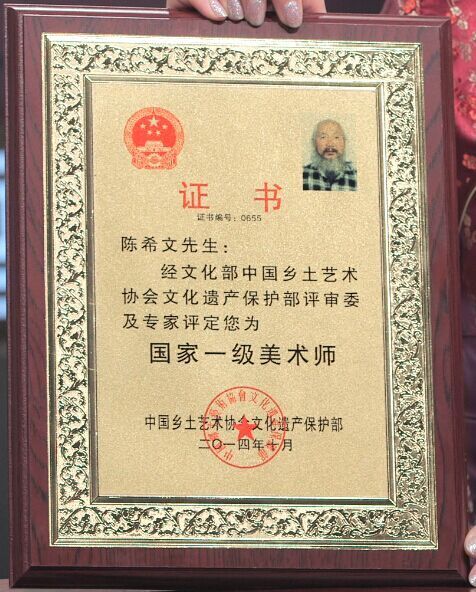 证书
证书编号：0655
陈希文先生：
经文化部中国乡土艺术
协会文化遗产保护部评审委
及专家评定您为
国家一级美术师
中国乡土艺术协会文化遗产保护部
二〇一四年七月